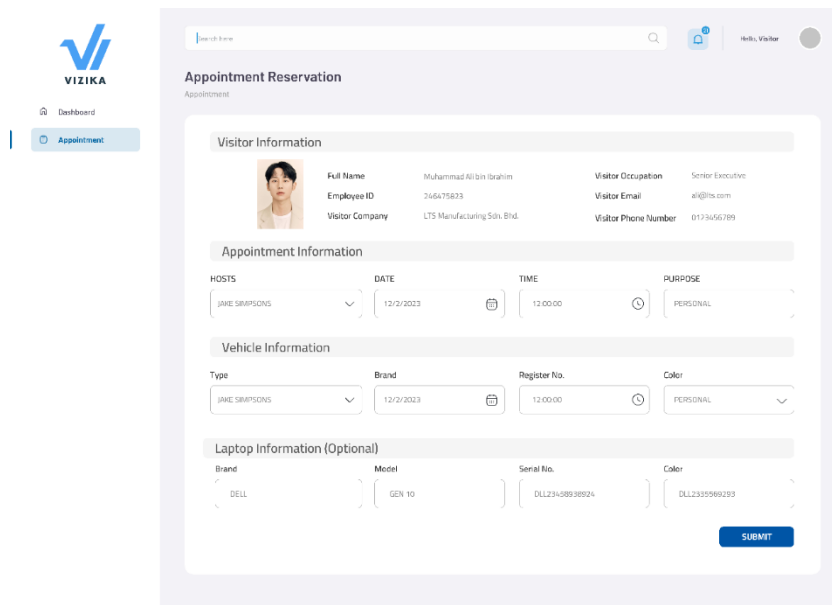 VIZIKA
Dashboard
Appointment
Search here
31
Hello, Visitor
Appointment Reservation
Appointment
Visitor Information
Full Name Muhammad Ali bin Ibrahim Visitor Occupation Senior Executive
Employee ID 246475823 Visitor Email ali@lts.com
Visitor Company LTS Manufacturing Sdn. Bhd. Visitor Phone Number 0173456789
Appointment Information
HOSTS DATE TIME PURPOSE
JAKE SIMPSONS 12/2/2023 12:00:00 PERSONAL
Vehicle Information
Type Brand Register No. Color
JAKE SIMPSONS 12/2/2023 12:00:00 PERSONAL
Laptop Information (Optional)
Brand Model Serial No. Color
DELL GEN 10 DLL23458938924 DLL2335569293
SUBMIT